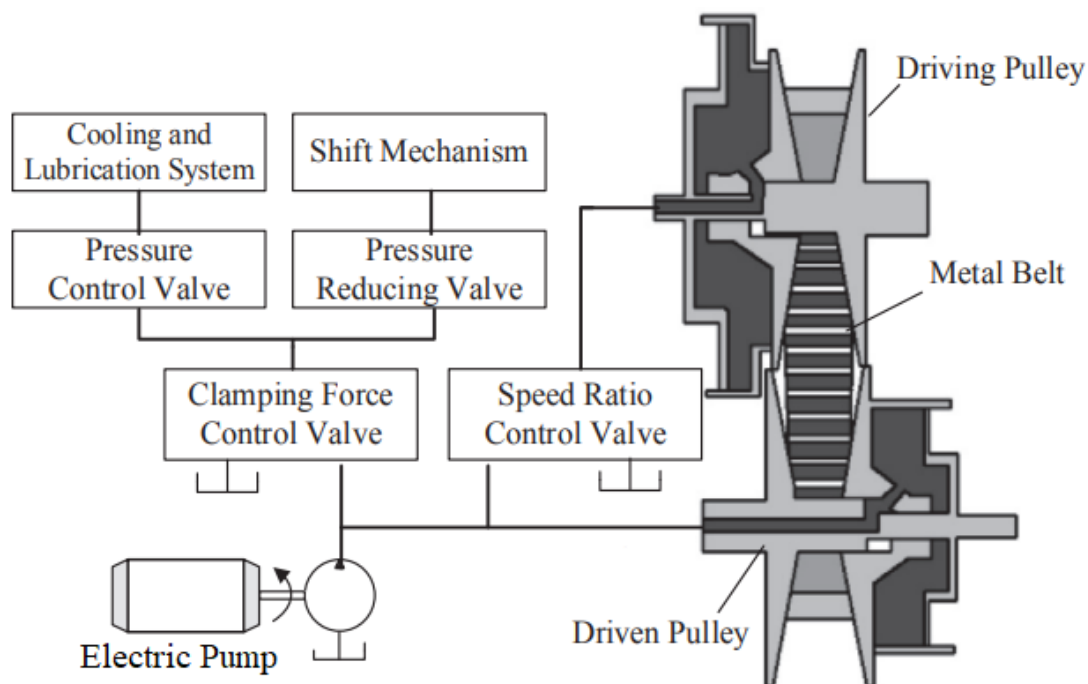 Driving Pulley
Cooling and
Lubrication System
Shift Mechanism
Pressure
Control Valve
Pressure
Reducing Valve
Metal Belt
Clamping Force
Control Valve
Speed Ratio
Control Valve
Driven Pulley
Electric Pump